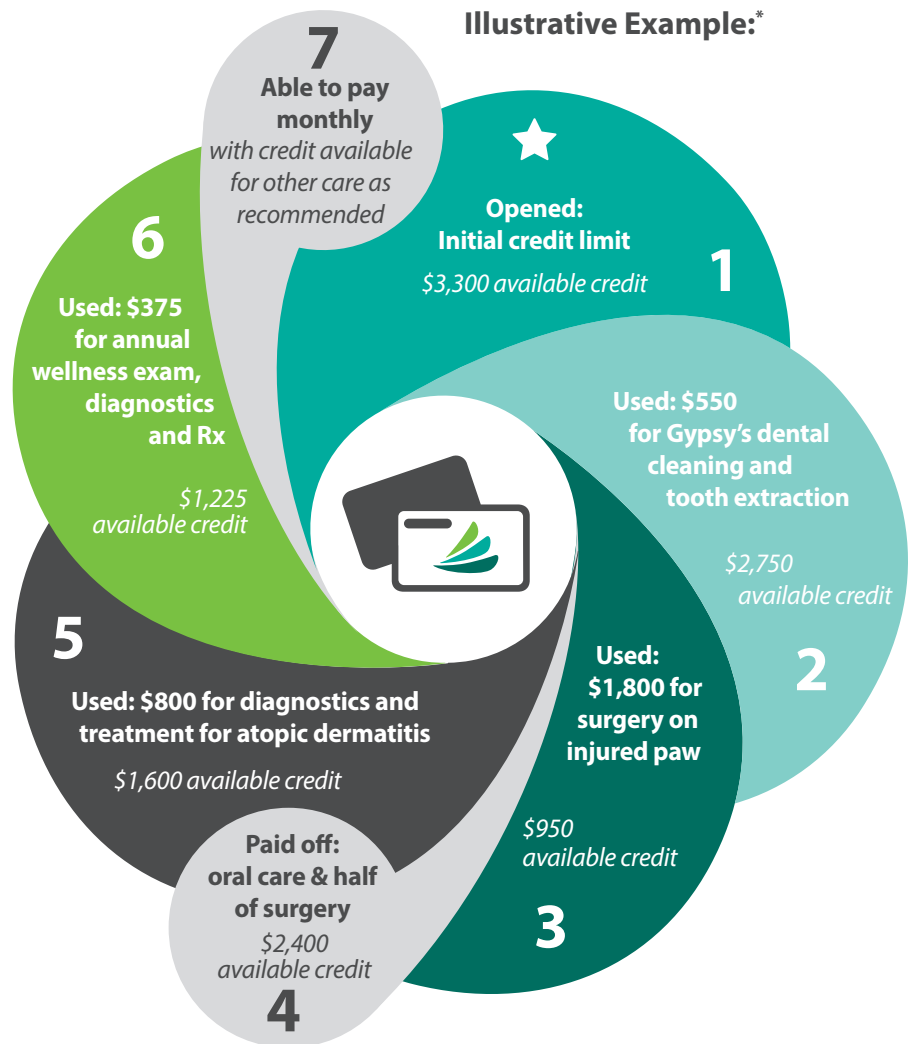 Illustrative Example:*
1
Opened:
Initial credit limit
$3,300 available credit
Used: $550
for Gypsy’s dental
cleaning and
tooth extraction
$2,750
available credit
2
Used:
$1,800 for
surgery on
injured paw
$950
available credit
3
Paid off:
oral care & half
of surgery
$2,400
available credit
4
5
Used: $800 for diagnostics and
treatment for atopic dermatitis
$1,600 available credit
6
Used: $375
for annual
wellness exam,
diagnostics
and Rx
$1,225
available credit
7
Able to pay
monthly
with credit available
for other care as
recommended